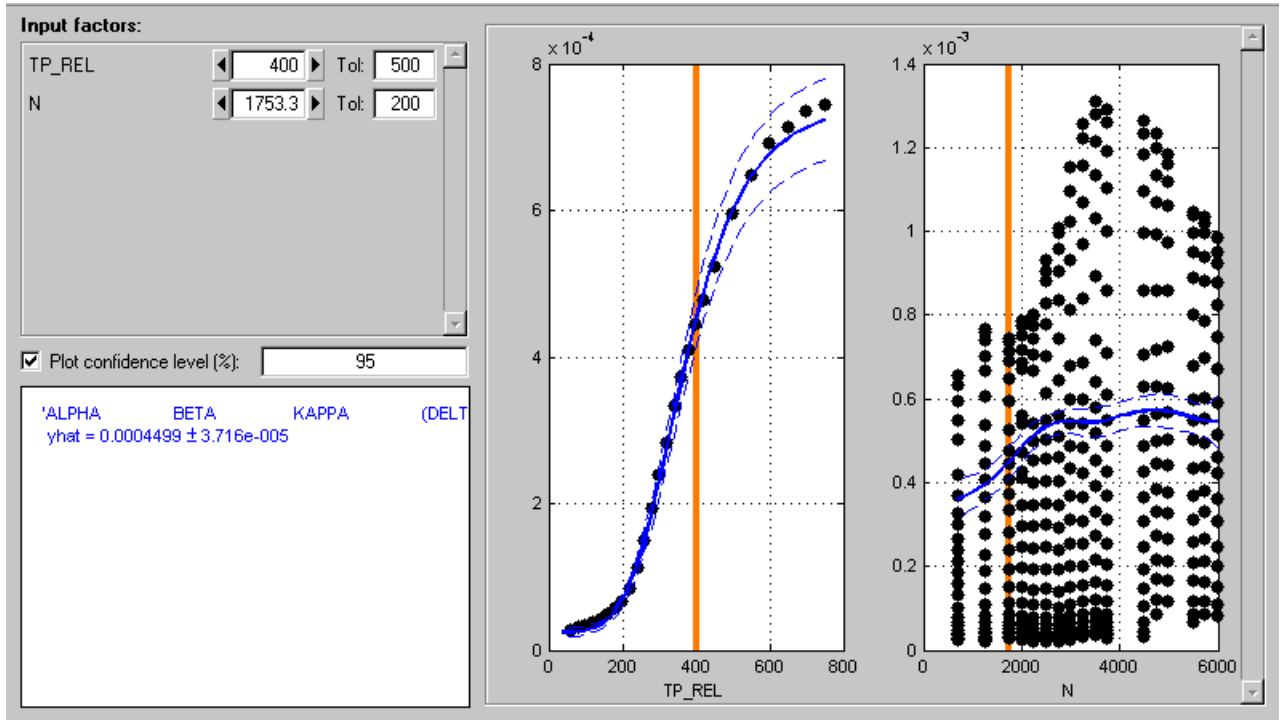 Input factors:
TP_REL 400 Tol: 500
N 1753.3 Tol: 200
Plot confidence level (%): 95
'ALPHA BETA KAPPA (DELT
yhat = 0.0004499 ± 3.716e-005
× 10⁻⁴
8
6
4
2
0
0 200 400 600 800
TP_REL
× 10⁻³
1.4
1.2
1
0.8
0.6
0.4
0.2
0
0 2000 4000 6000
N